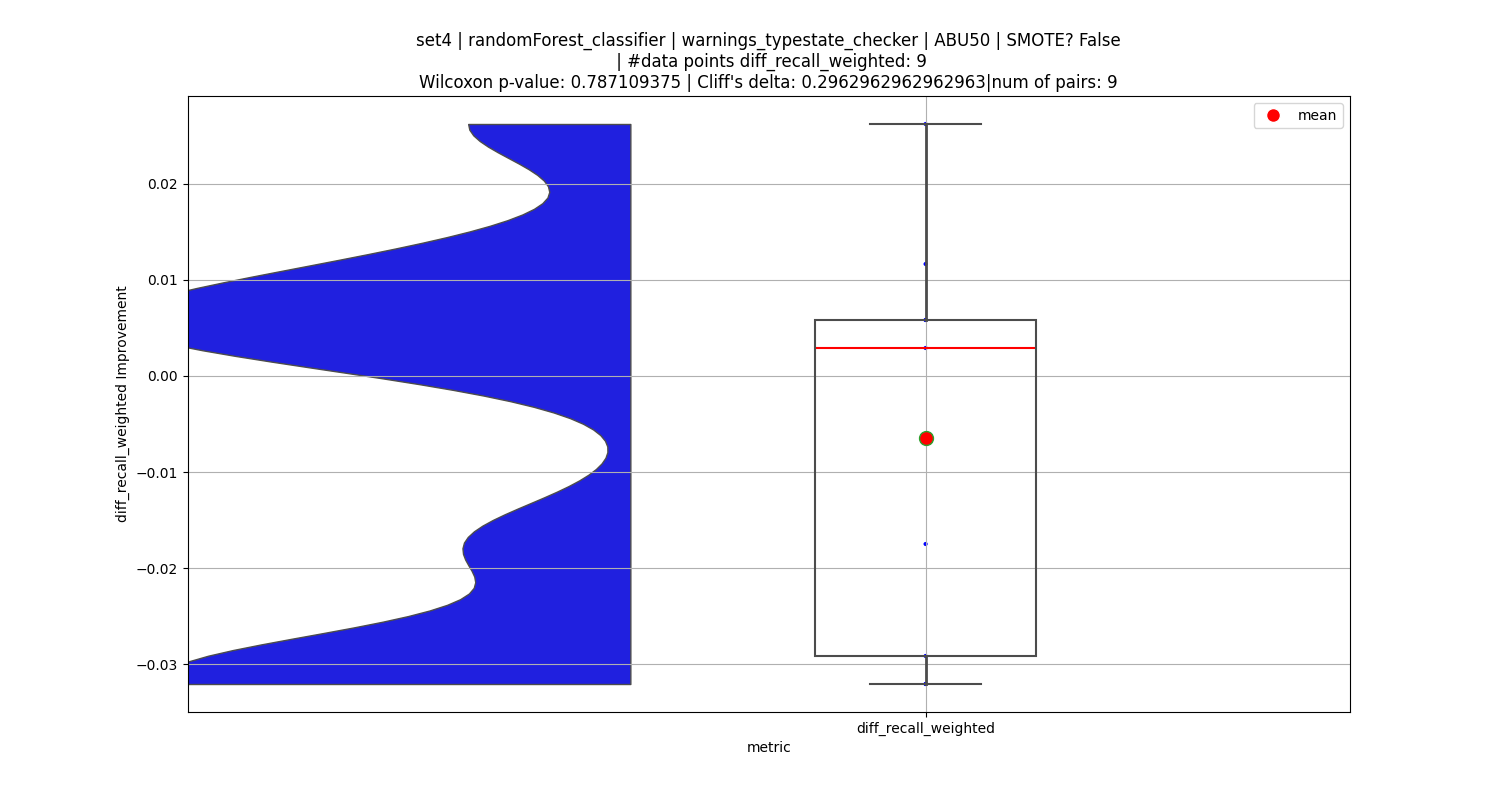 set4 | randomForest_classifier | warnings_typestate_checker | ABU50 | SMOTE? False
| #data points diff_recall_weighted: 9
Wilcoxon p-value: 0.787109375 | Cliff's delta: 0.2962962962962963|num of pairs: 9
mean
0.02
0.01
0.00
−0.01
−0.02
−0.03
diff_recall_weighted Improvement
diff_recall_weighted
metric